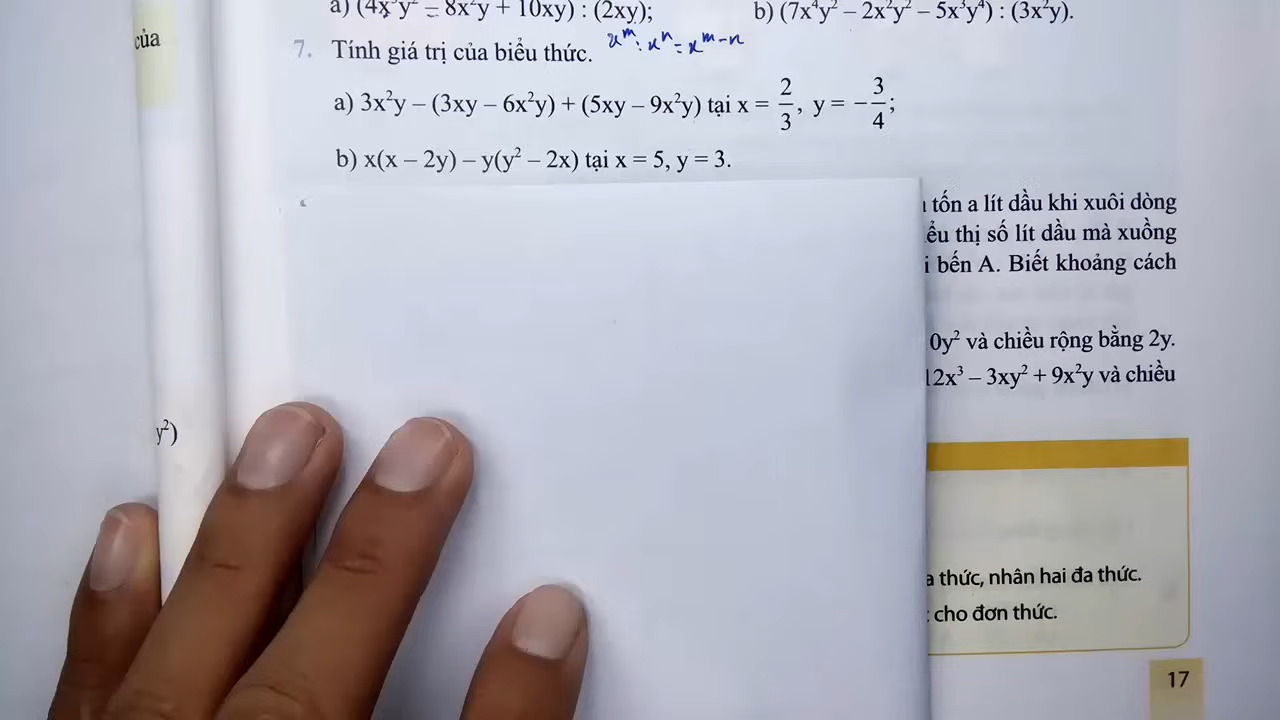 a) (4x³y² – 8x²y + 10xy) : (2xy); b) (7x⁴y² – 2x²y² – 5x³y⁴) : (3x²y).
của
7. Tính giá trị của biểu thức. xᵐ : xⁿ = xᵐ⁻ⁿ
a) 3x²y – (3xy – 6x²y) + (5xy – 9x²y) tại x = 2/3, y = –3/4;
b) x(x – 2y) – y(y² – 2x) tại x = 5, y = 3.
tốn a lít dầu khi xuôi dòng
ểu thị số lít dầu mà xuồng
i bến A. Biết khoảng cách
0y² và chiều rộng bằng 2y.
12x³ – 3xy² + 9x²y và chiều
y²)
a thức, nhân hai đa thức.
cho đơn thức.
17